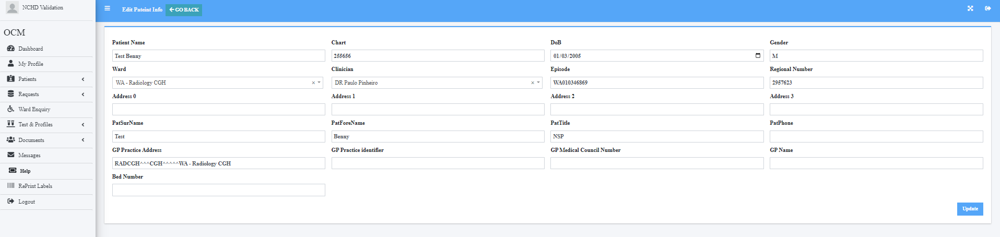 NCHD Validation
Edit Pateint Info GO BACK
OCM
Dashboard
My Profile
Patients
Requests
Ward Enquiry
Test & Profiles
Documents
Messages
Help
RePrint Labels
Logout
Patient Name Chart DoB Gender
Test Benny 255656 01/03/2005 M
Ward Clinician Episode Regional Number
WA - Radiology CGH × DR Paulo Pinheiro × WA010346869 2957623
Address 0 Address 1 Address 2 Address 3
PatSurName PatForeName PatTitle PatPhone
Test Benny NSP
GP Practice Address GP Practice identifier GP Medical Council Number GP Name
RADCGH^^^CGH^^^^^WA - Radiology CGH
Bed Number
Update